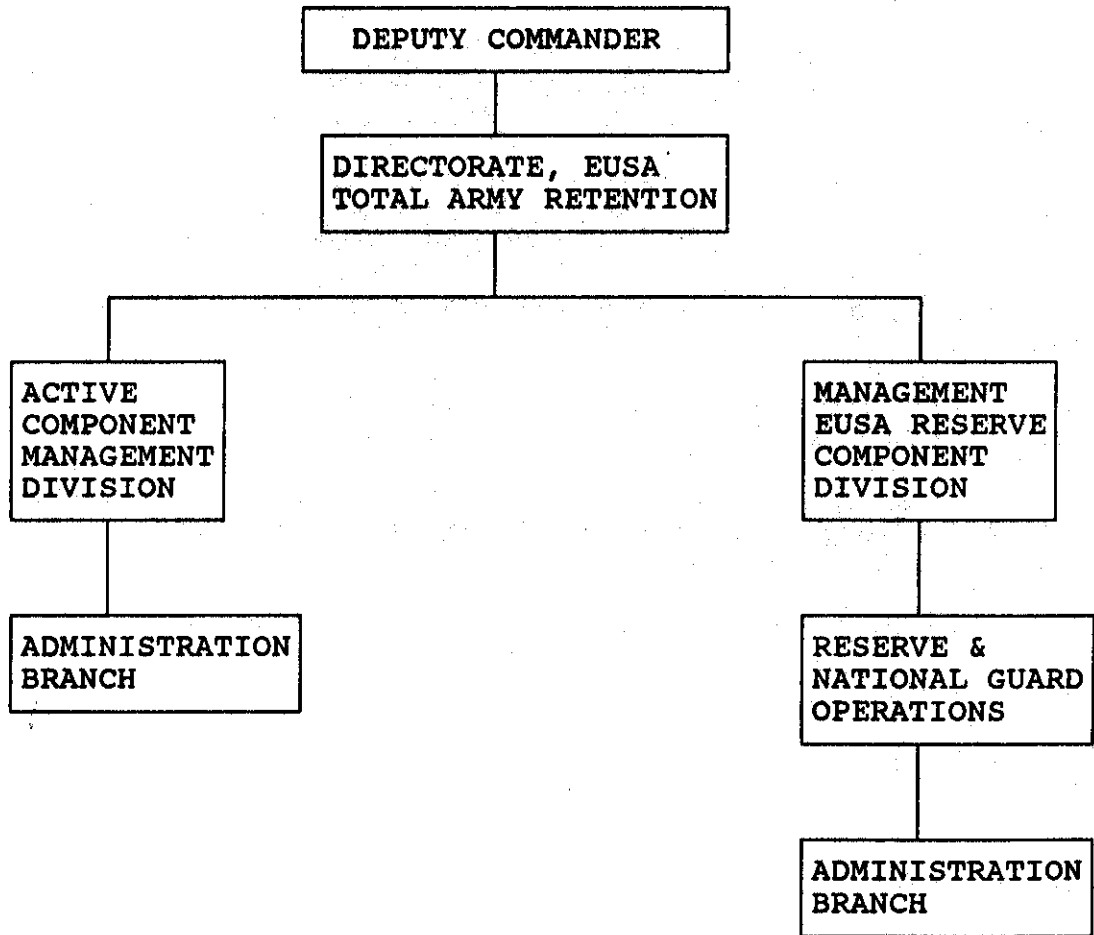 DEPUTY COMMANDER
DIRECTORATE, EUSA
TOTAL ARMY RETENTION
ACTIVE
COMPONENT
MANAGEMENT
DIVISION
MANAGEMENT
EUSA RESERVE
COMPONENT
DIVISION
ADMINISTRATION
BRANCH
RESERVE &
NATIONAL GUARD
OPERATIONS
ADMINISTRATION
BRANCH